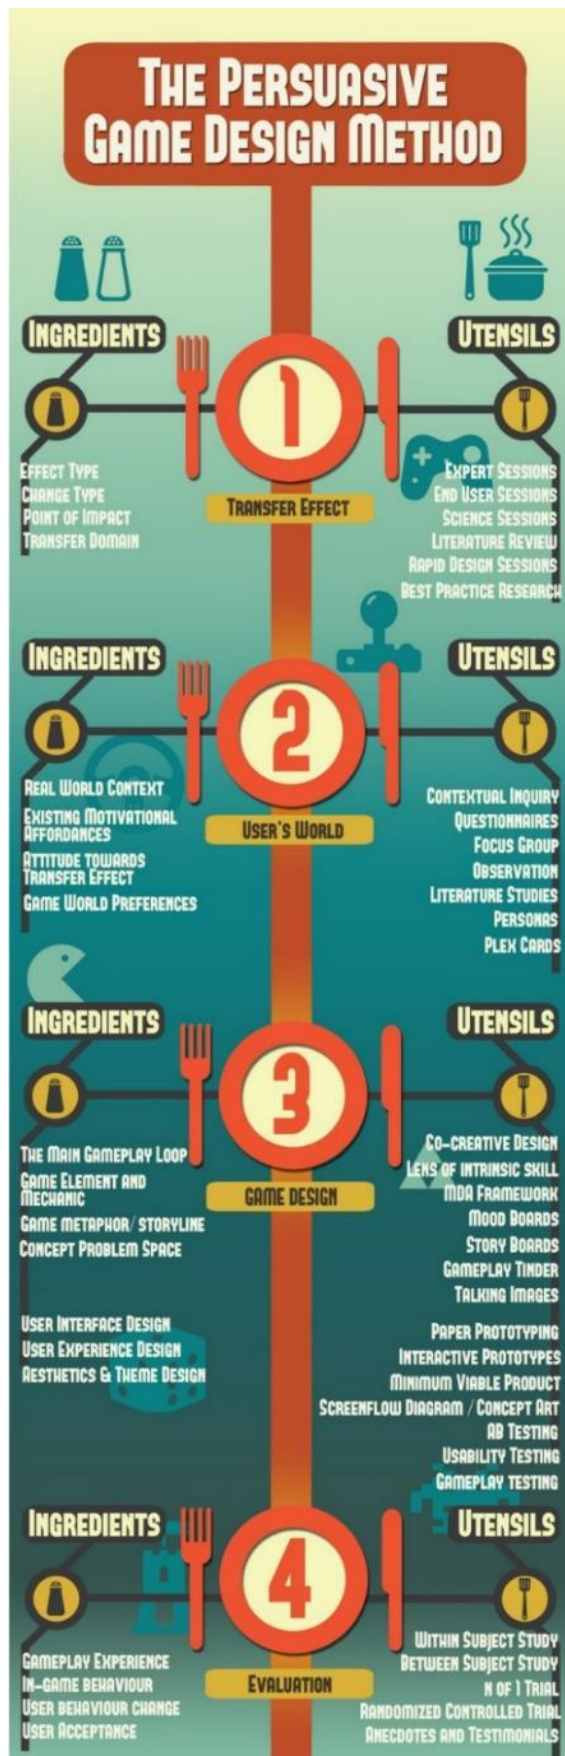 The Persuasive
Game Design Method
Ingredients
Utensils
1
Effect Type
Change Type
Point of Impact
Transfer Domain
Transfer Effect
Expert Sessions
End User Sessions
Science Sessions
Literature Review
Rapid Design Sessions
Best Practice Research
Ingredients
Utensils
2
Real World Context
Existing Motivational
Affordances
Attitude towards
Transfer Effect
Game World Preferences
User's World
Contextual Inquiry
Questionnaires
Focus Group
Observation
Literature Studies
Personas
Plex Cards
Ingredients
Utensils
3
The Main Gameplay Loop
Game Element and
Mechanic
Game metaphor/storyline
Concept Problem Space
User Interface Design
User Experience Design
Aesthetics & Theme Design
Game Design
Co-creative Design
Lens of intrinsic skill
MDA Framework
Mood Boards
Story Boards
Gameplay Tinder
Talking Images
Paper Prototyping
Interactive Prototypes
Minimum Viable Product
Screenflow Diagram / Concept Art
AB Testing
Usability Testing
Gameplay testing
Ingredients
Utensils
4
Gameplay Experience
In-game behaviour
User behaviour change
User Acceptance
Evaluation
Within Subject Study
Between Subject Study
N of 1 Trial
Randomized Controlled Trial
Anecdotes and Testimonials